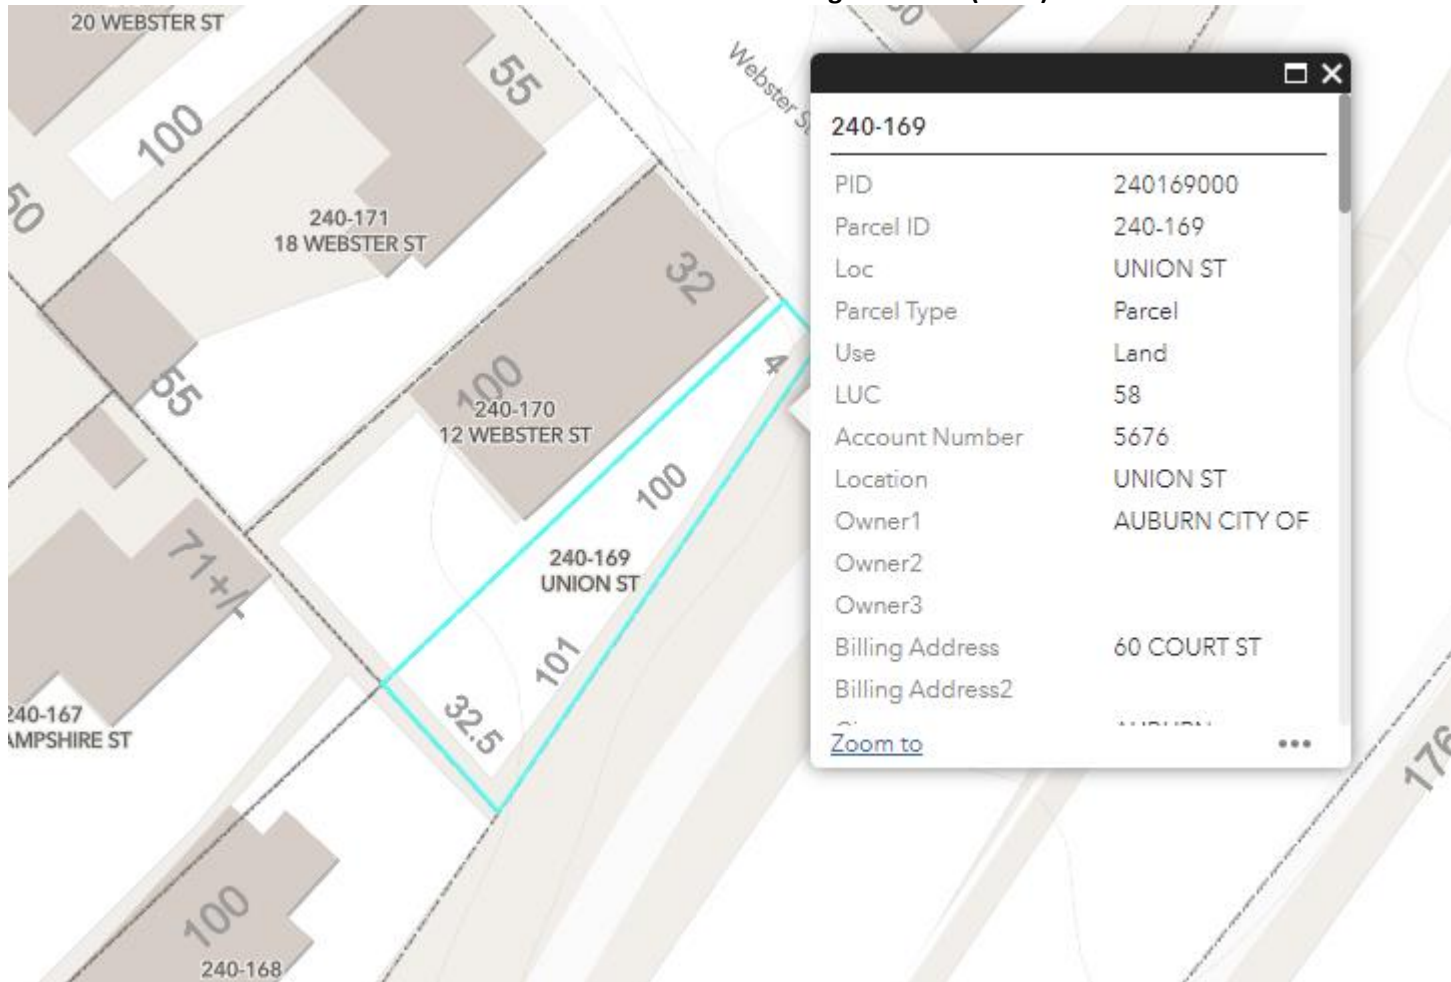 20 WEBSTER ST
100
55
50
240-171
18 WEBSTER ST
55
32
100
240-170
12 WEBSTER ST
4
100
240-169
UNION ST
101
32.5
71+/-
240-167
AMPSHIRE ST
100
240-168
Webster S
176
240-169
PID 240169000
Parcel ID 240-169
Loc UNION ST
Parcel Type Parcel
Use Land
LUC 58
Account Number 5676
Location UNION ST
Owner1 AUBURN CITY OF
Owner2
Owner3
Billing Address 60 COURT ST
Billing Address2
Zoom to